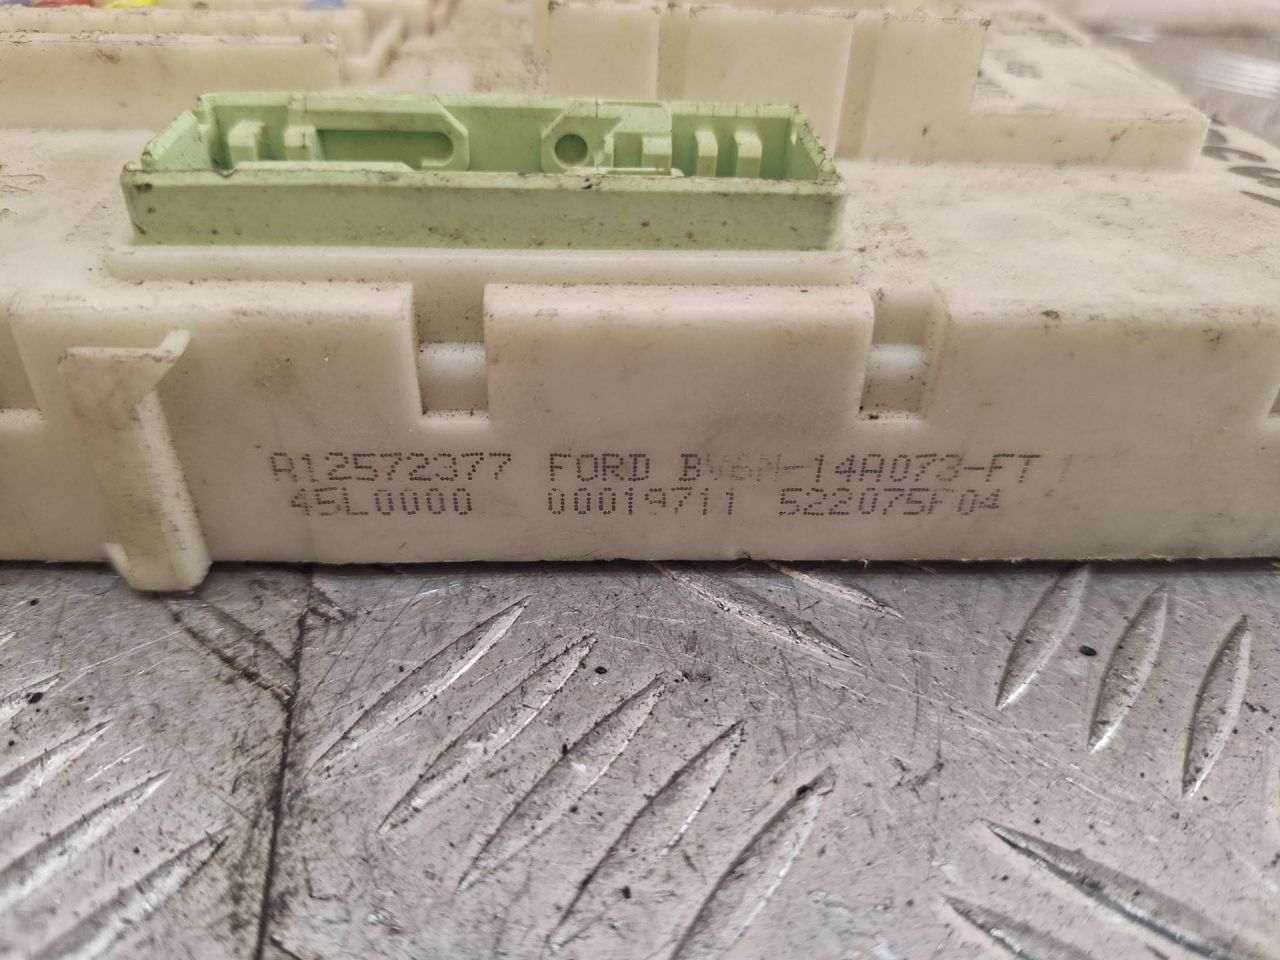 A12572377 FORD BV6N-14A073-FT
45L0000 00019711 522075F04